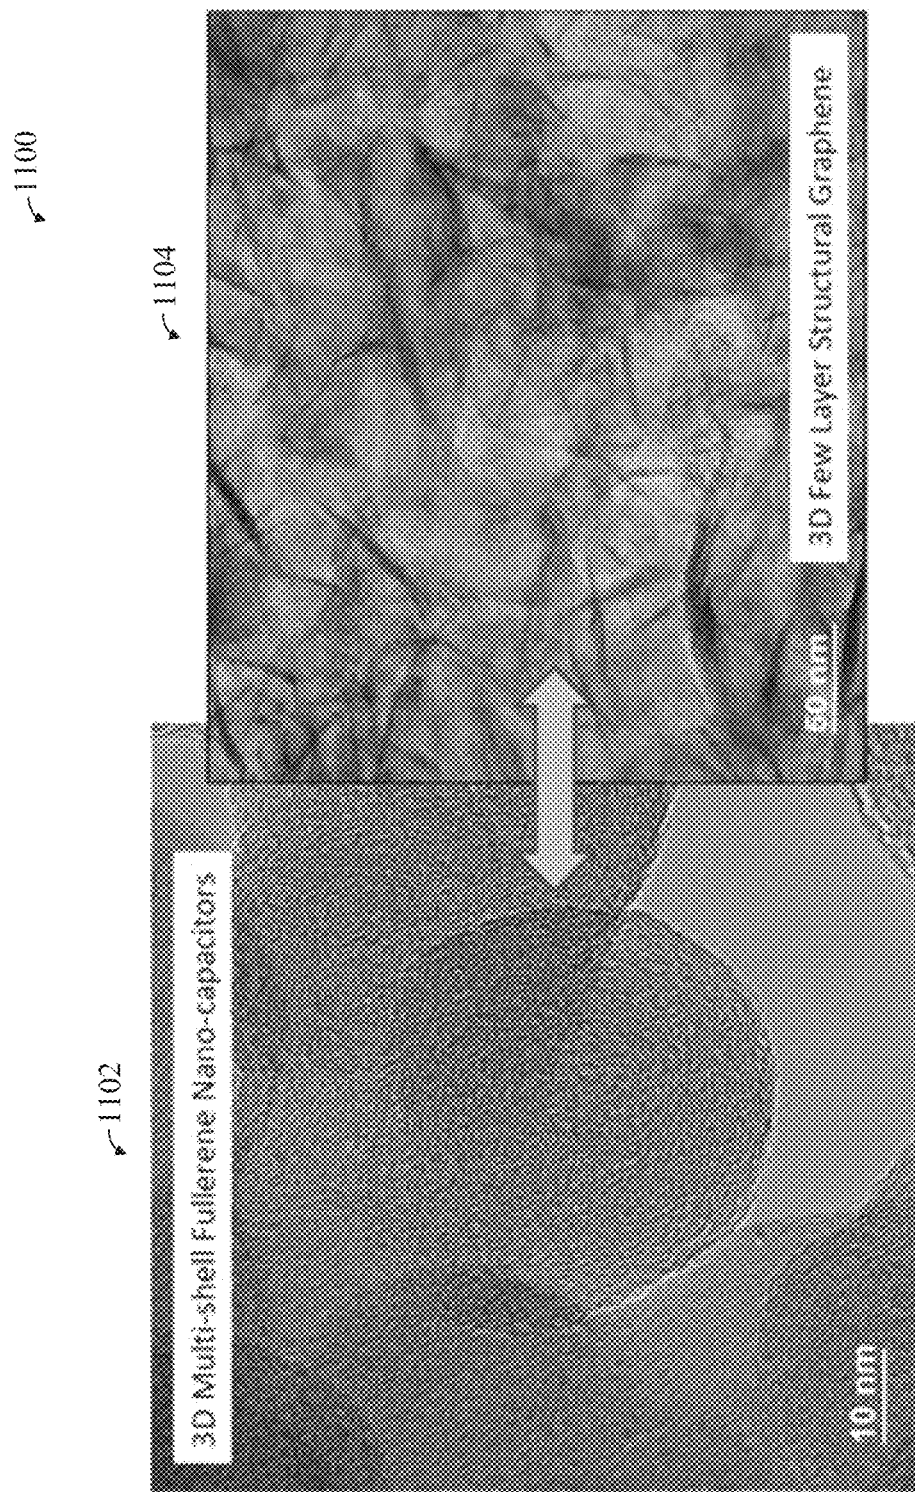 1100
1102
1104
3D Multi-shell Fullerene Nano-capacitors
10 nm
50 nm
3D Few Layer Structural Graphene